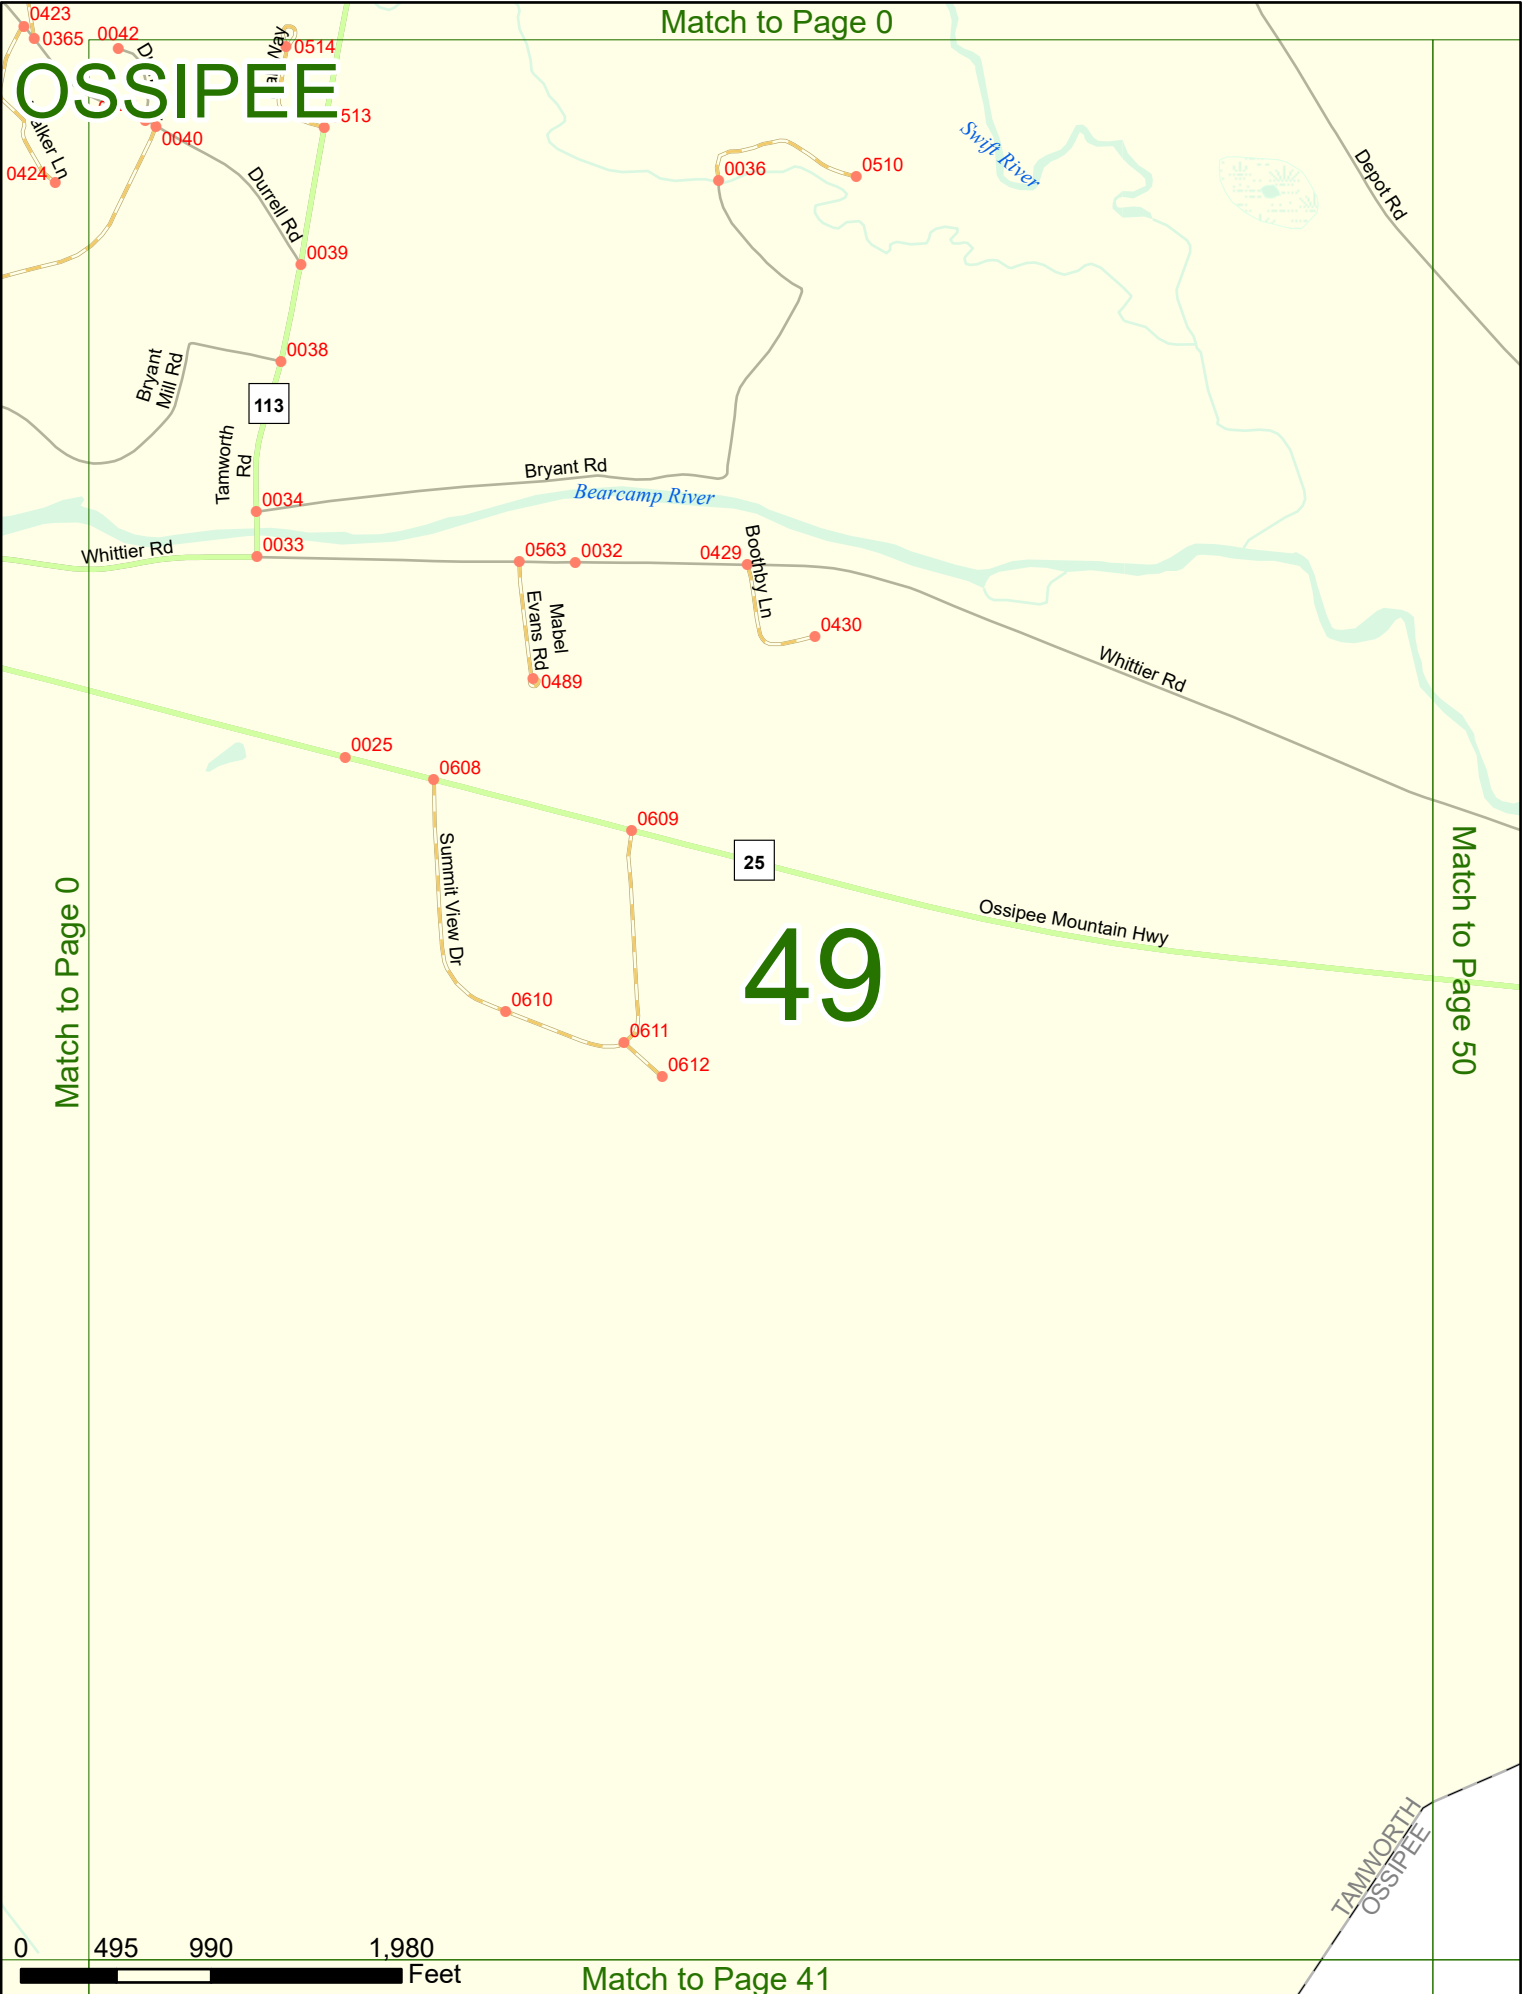 Match to Page 0
0423
0365
0042
0514
OSSIPEE
513
0040
0424
Durrell Rd
0039
0036
0510
Swift River
Depot Rd
0038
Bryant
Mill Rd
113
Tamworth
Rd
Bryant Rd
Bearcamp River
0034
0033
Whittier Rd
0563
0032
0429
Boothby Ln
Mabel
Evans Rd
0430
0489
Whittier Rd
0025
0608
0609
25
Summit View Dr
Ossipee Mountain Hwy
49
0610
0611
0612
Match to Page 0
Match to Page 50
TAMWORTH
OSSIPEE
0 495 990 1,980
Feet
Match to Page 41